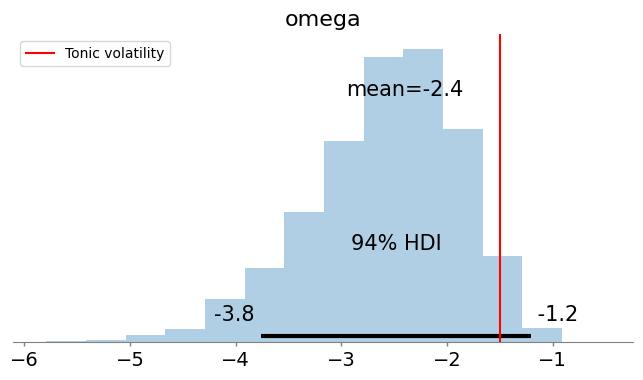 omega
Tonic volatility
mean=-2.4
94% HDI
-3.8
-1.2
−6 −5 −4 −3 −2 −1